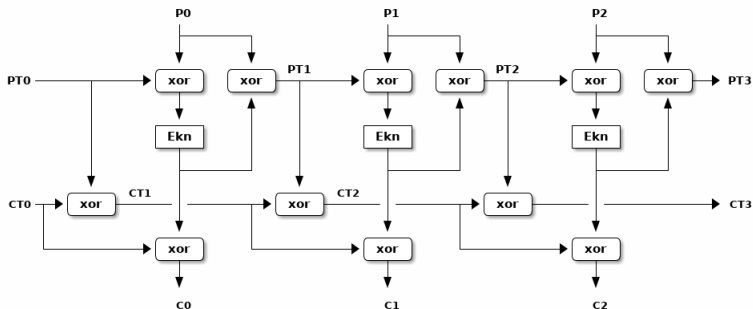 P0 P1 P2
PT0 xor xor PT1 xor xor PT2 xor xor PT3
Ekn Ekn Ekn
CT0 xor CT1 xor CT2 xor CT3
xor xor xor
C0 C1 C2